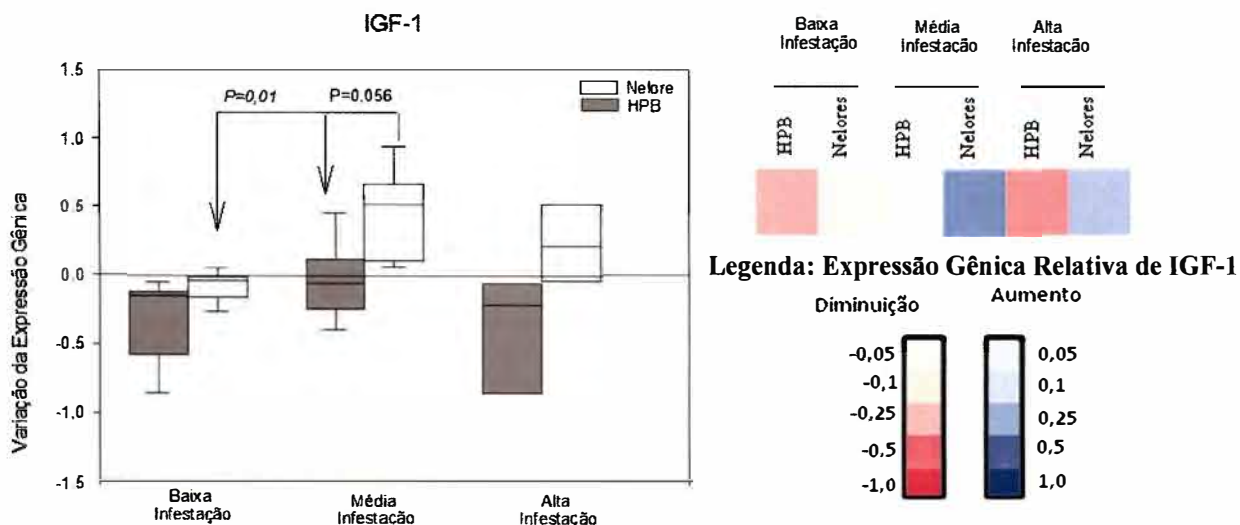 IGF-1
Variação da Expressão Gênica
1.5
1.0
0.5
0.0
-0.5
-1.0
-1.5
P=0,01
P=0.056
Nelore
HPB
Baixa
Infestação
Média
Infestação
Alta
Infestação
Baixa
Infestação
Média
Infestação
Alta
Infestação
HPB
Nelores
HPB
Nelores
HPB
Nelores
Legenda: Expressão Gênica Relativa de IGF-1
Diminuição
Aumento
-0,05
-0,1
-0,25
-0,5
-1,0
0,05
0,1
0,25
0,5
1,0